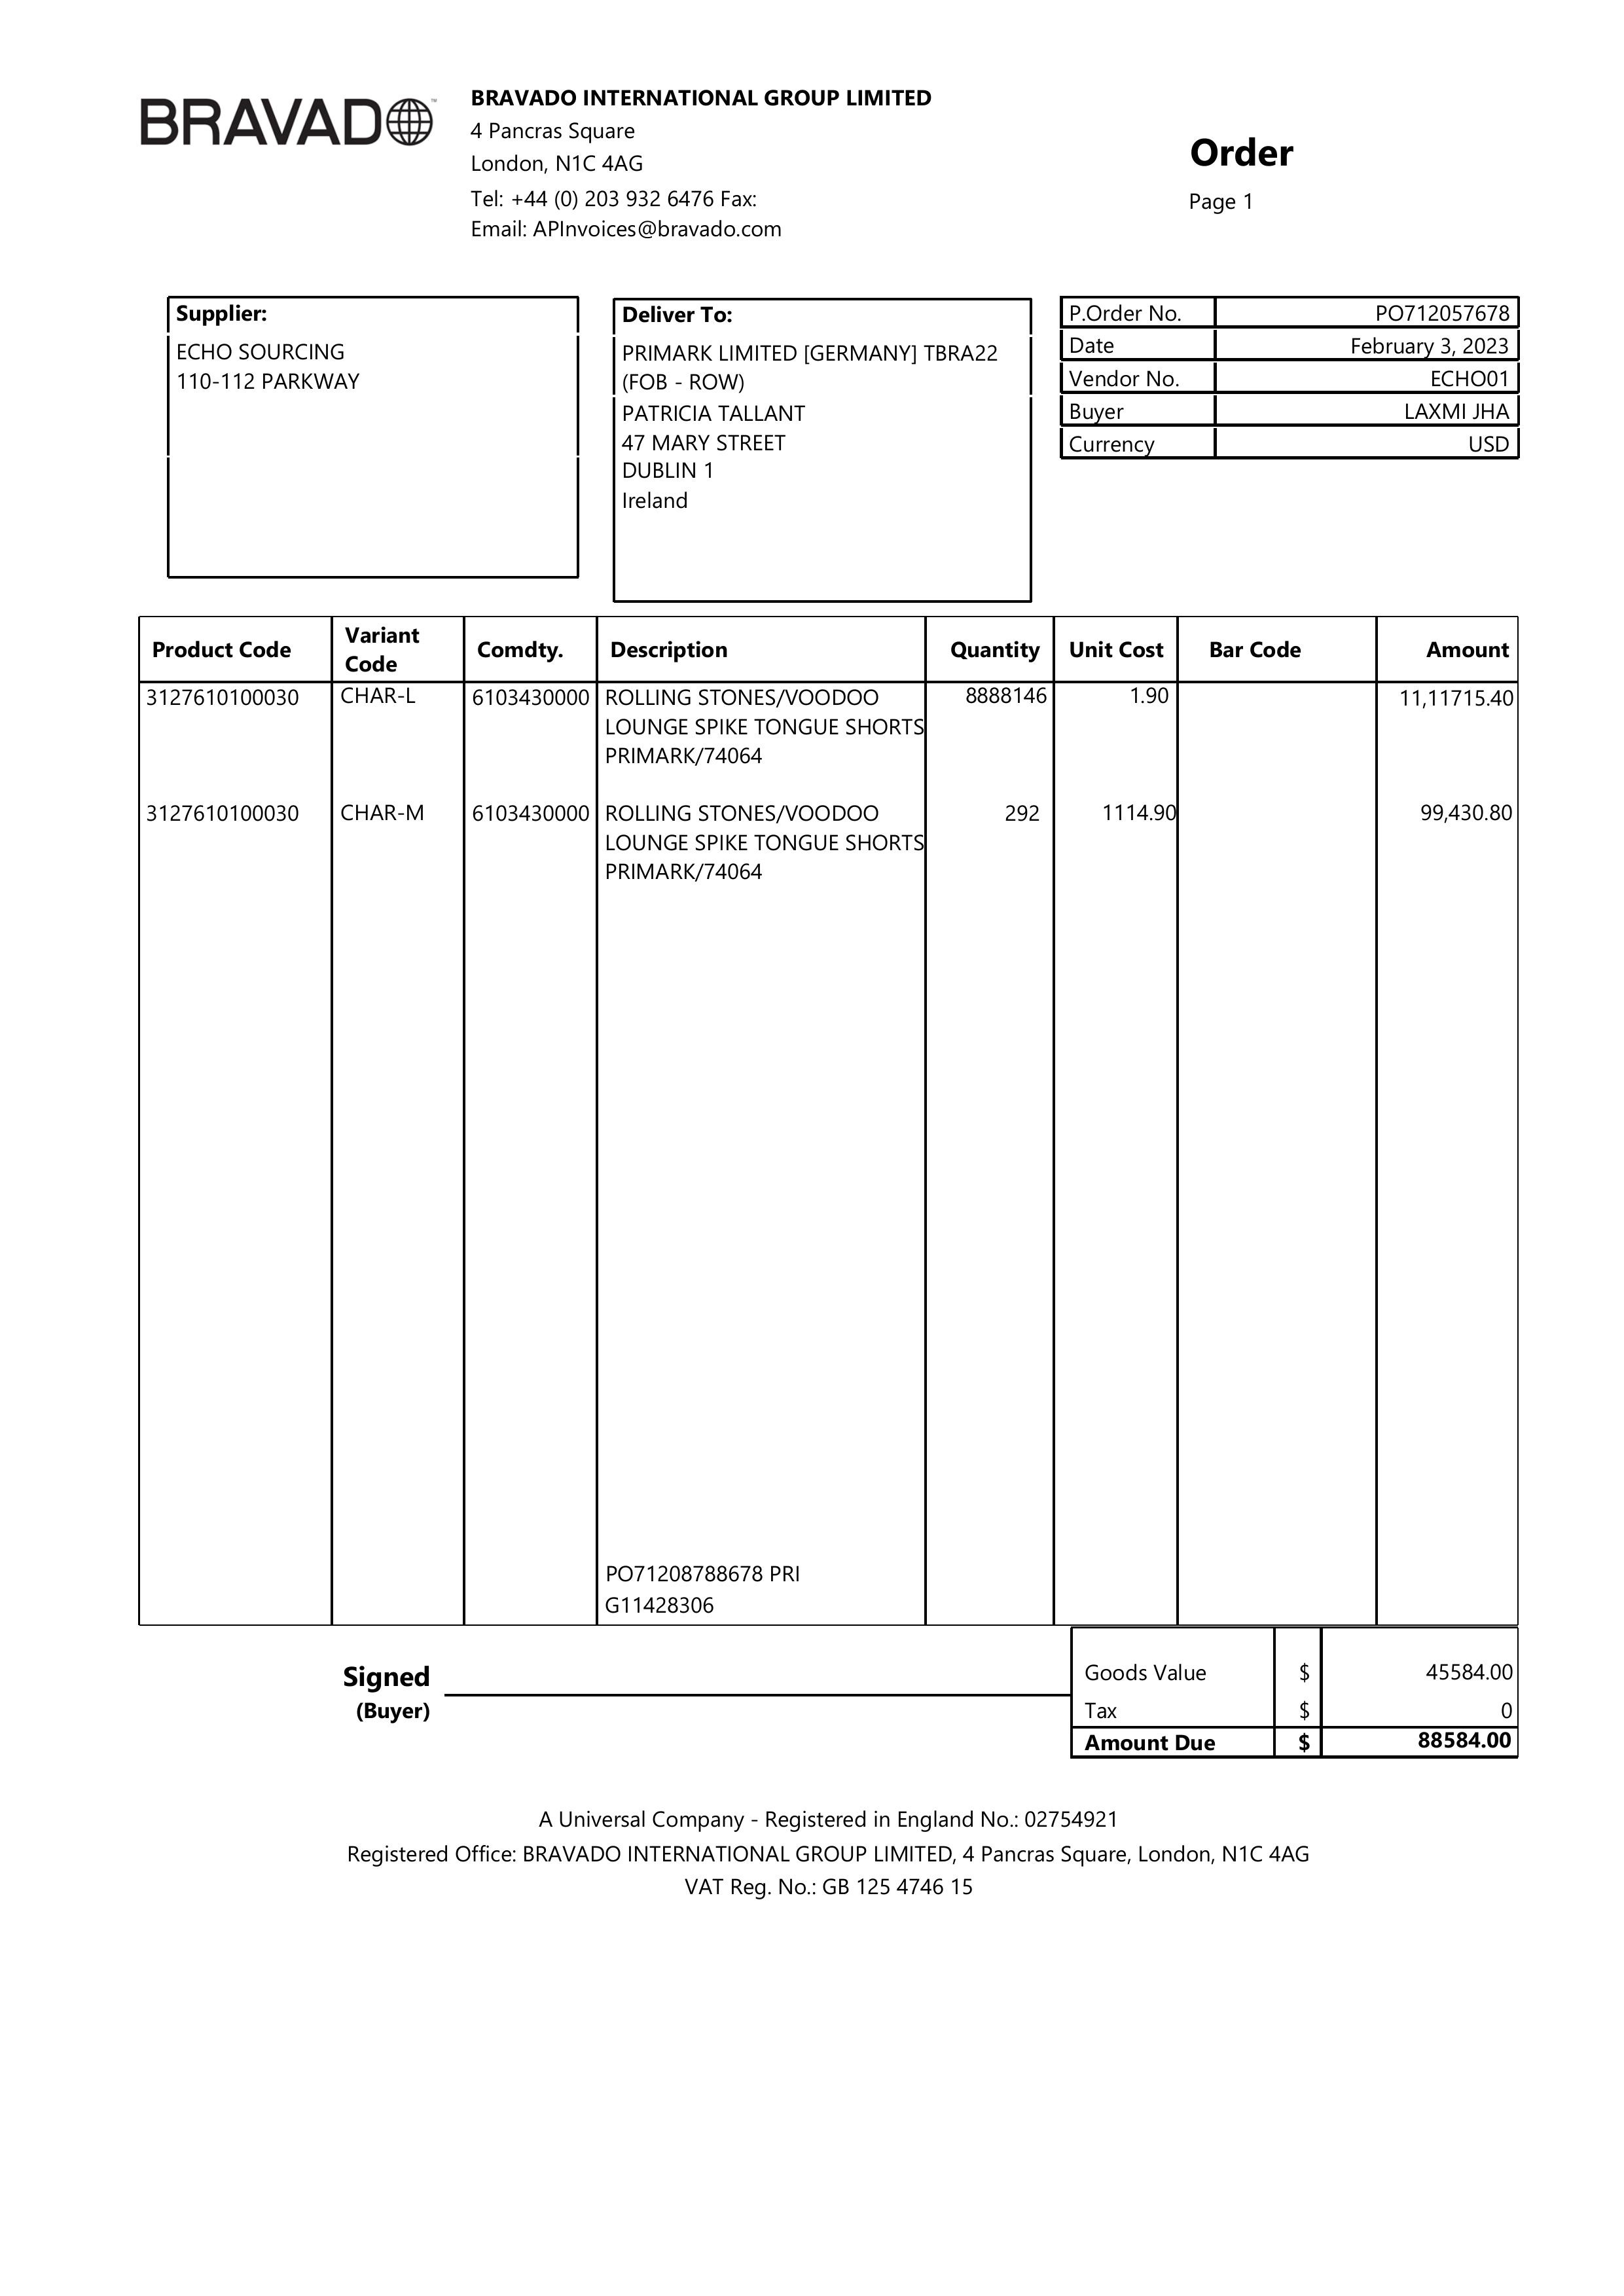 BRAVADO™
BRAVADO INTERNATIONAL GROUP LIMITED
4 Pancras Square
London, N1C 4AG
Tel: +44 (0) 203 932 6476 Fax:
Email: APInvoices@bravado.com
Order
Page 1
Supplier:
ECHO SOURCING
110-112 PARKWAY
Deliver To:
PRIMARK LIMITED [GERMANY] TBRA22
(FOB - ROW)
PATRICIA TALLANT
47 MARY STREET
DUBLIN 1
Ireland
P.Order No. PO712057678
Date February 3, 2023
Vendor No. ECHO01
Buyer LAXMI JHA
Currency USD
Product Code Variant Code Comdty. Description Quantity Unit Cost Bar Code Amount
3127610100030 CHAR-L 6103430000 ROLLING STONES/VOODOO 8888146 1.90 11,11715.40
LOUNGE SPIKE TONGUE SHORTS
PRIMARK/74064
3127610100030 CHAR-M 6103430000 ROLLING STONES/VOODOO 292 1114.90 99,430.80
LOUNGE SPIKE TONGUE SHORTS
PRIMARK/74064
PO71208788678 PRI
G11428306
Signed
(Buyer)
Goods Value $ 45584.00
Tax $ 0
Amount Due $ 88584.00
A Universal Company - Registered in England No.: 02754921
Registered Office: BRAVADO INTERNATIONAL GROUP LIMITED, 4 Pancras Square, London, N1C 4AG
VAT Reg. No.: GB 125 4746 15